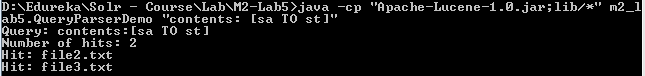 D:\Edureka\Solr - Course\Lab\M2-Lab5>java -cp "Apache-Lucene-1.0.jar;lib/*" m2_l
ab5.QueryParserDemo "contents: [sa TO st]"
Query: contents:[sa TO st]
Number of hits: 2
Hit: file2.txt
Hit: file3.txt